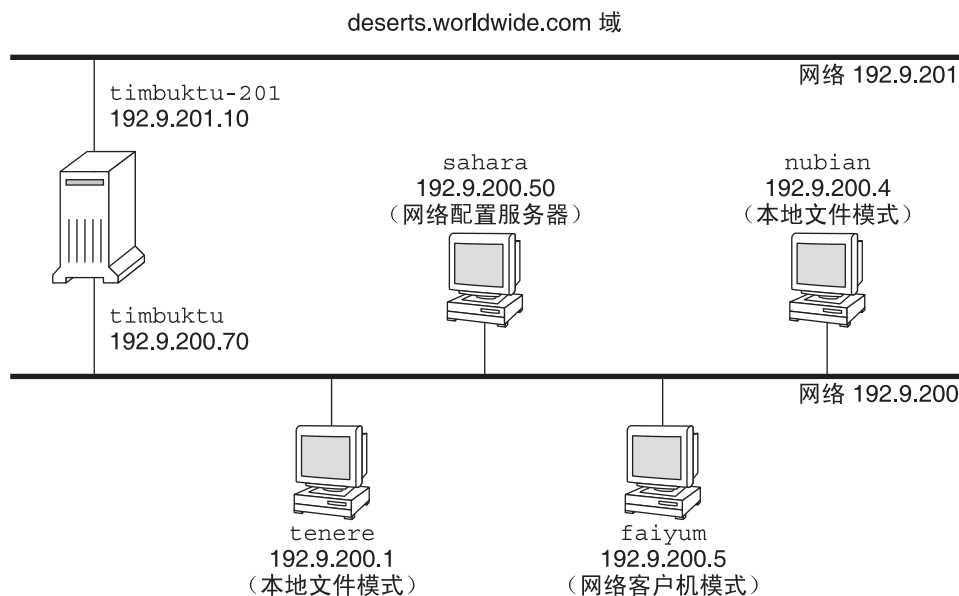 deserts.worldwide.com 域
网络 192.9.201
timbuktu-201
192.9.201.10
sahara
192.9.200.50
（网络配置服务器）
nubian
192.9.200.4
（本地文件模式）
timbuktu
192.9.200.70
网络 192.9.200
tenere
192.9.200.1
（本地文件模式）
faiyum
192.9.200.5
（网络客户机模式）